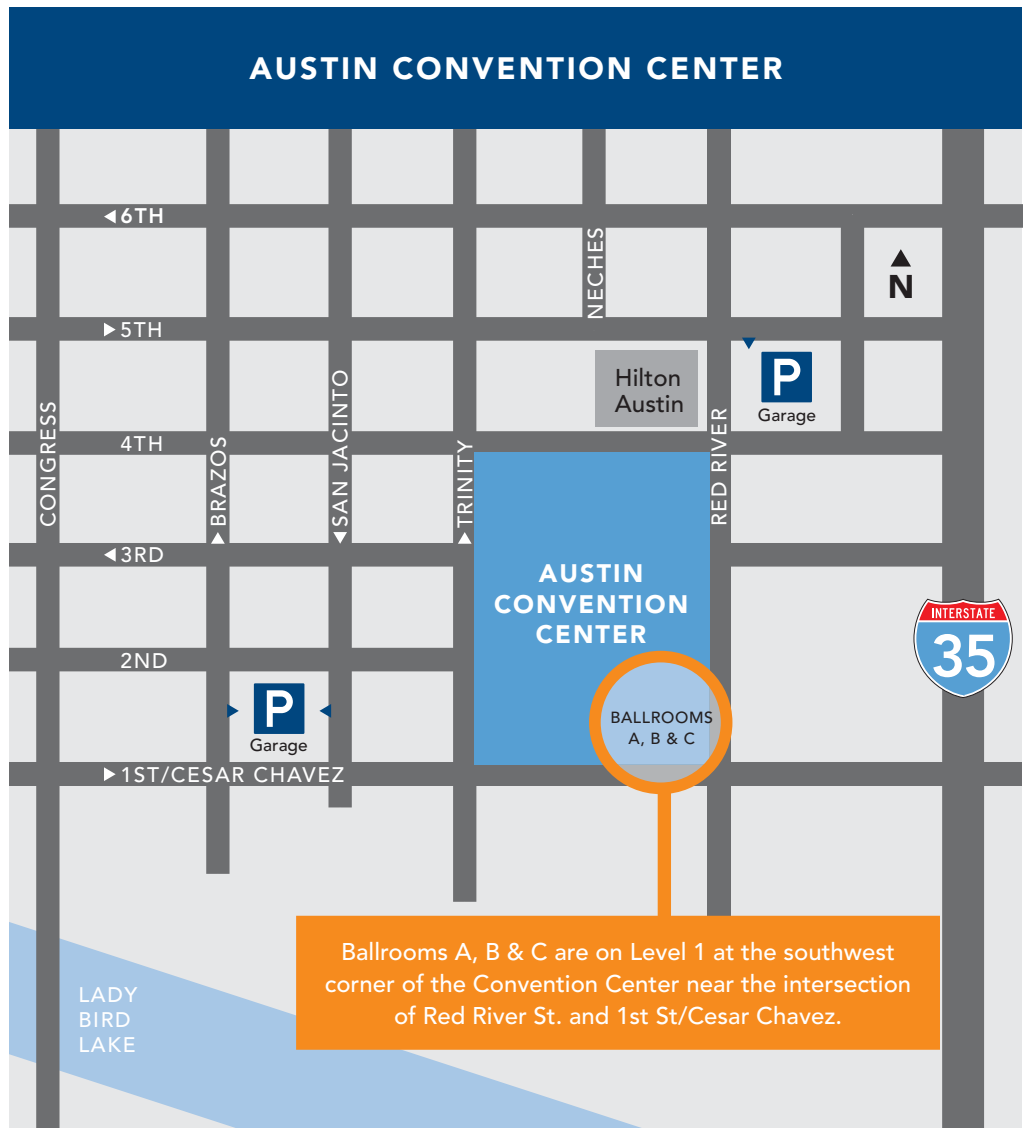 AUSTIN CONVENTION CENTER
6TH
NECHES
N
5TH
Hilton
Austin
P
Garage
CONGRESS
4TH
BRAZOS
SAN JACINTO
TRINITY
RED RIVER
3RD
AUSTIN
CONVENTION
CENTER
INTERSTATE
35
2ND
P
Garage
BALLROOMS
A, B & C
1ST/CESAR CHAVEZ
Ballrooms A, B & C are on Level 1 at the southwest
corner of the Convention Center near the intersection
of Red River St. and 1st St/Cesar Chavez.
LADY
BIRD
LAKE